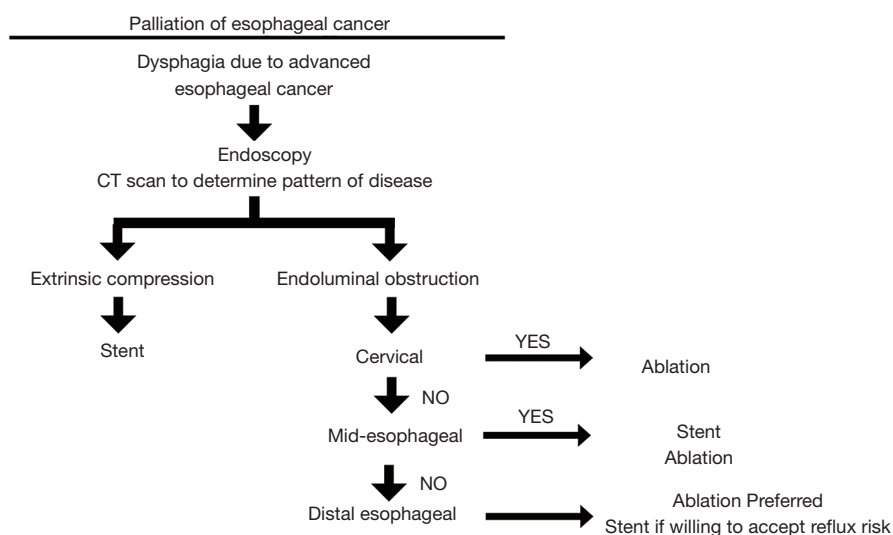 Palliation of esophageal cancer
Dysphagia due to advanced
esophageal cancer
Endoscopy
CT scan to determine pattern of disease
Extrinsic compression
Endoluminal obstruction
Stent
Cervical
YES
Ablation
NO
Mid-esophageal
YES
Stent
Ablation
NO
Distal esophageal
Ablation Preferred
Stent if willing to accept reflux risk